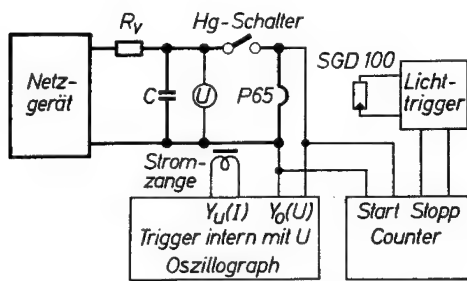 R_v
Hg-Schalter
SGD 100
Netz-
gerät
C
U
P65
Licht-
trigger
Strom-
zange
Y_u(I) Y_o(U)
Trigger intern mit U
Oszillograph
Start Stopp
Counter